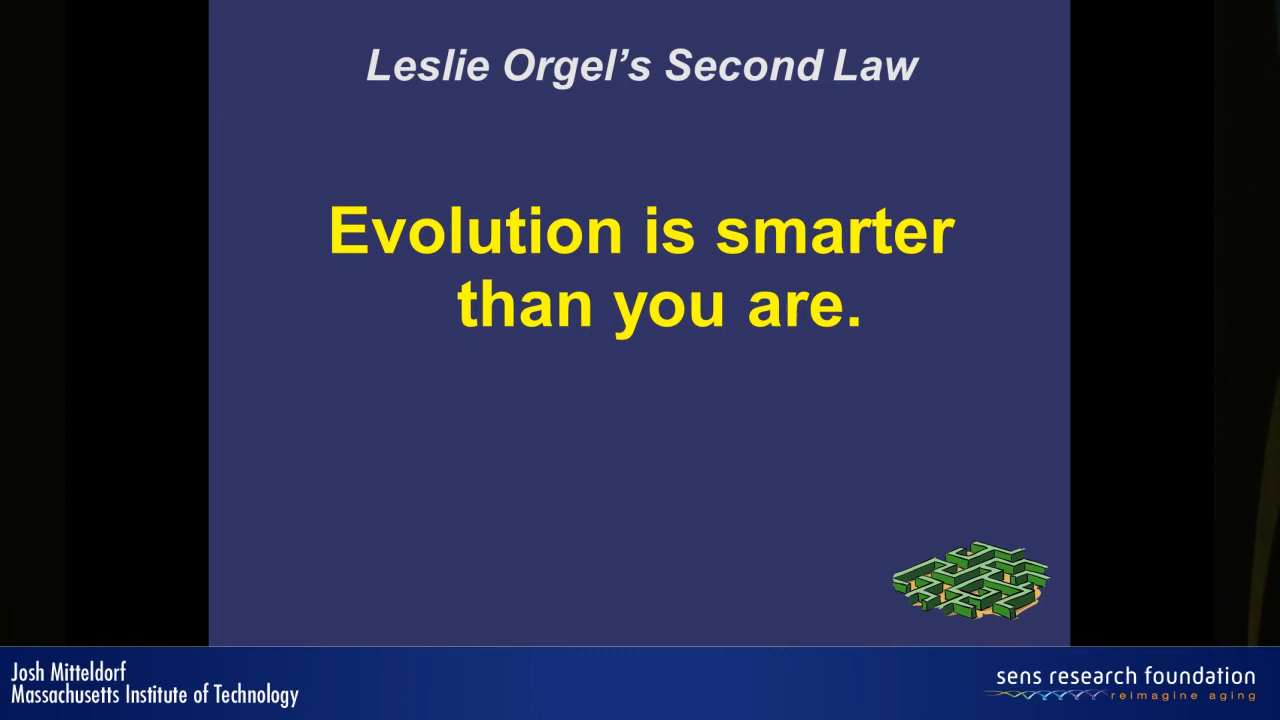 Leslie Orgel’s Second Law
Evolution is smarter
than you are.
Josh Mitteldorf
Massachusetts Institute of Technology
sens research foundation
reimagine aging